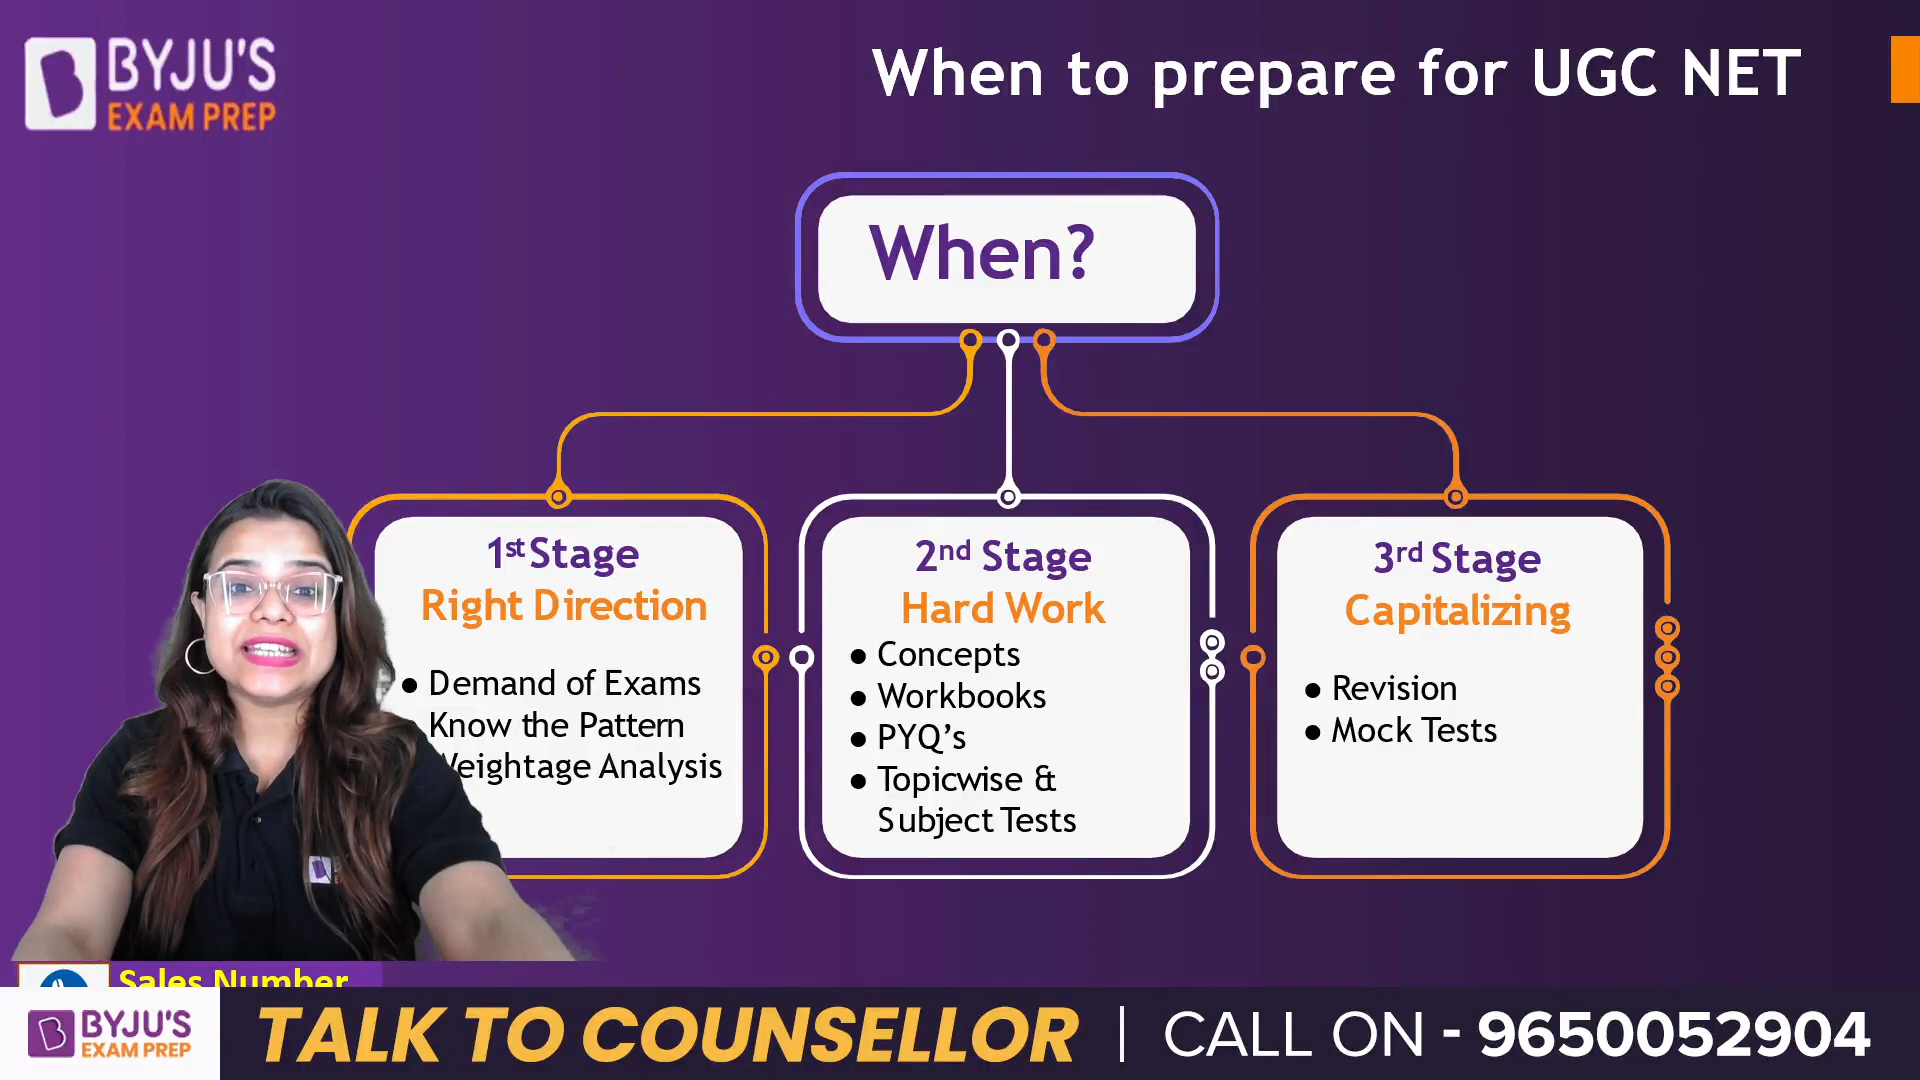 BYJU'S
EXAM PREP
When to prepare for UGC NET
When?
1st Stage
Right Direction
● Demand of Exams
Know the Pattern
Analysis
2nd Stage
Hard Work
● Concepts
● Workbooks
● PYQ’s
● Topicwise &
Subject Tests
3rd Stage
Capitalizing
● Revision
● Mock Tests
Sales Number
BYJU'S
EXAM PREP
TALK TO COUNSELLOR | CALL ON - 9650052904